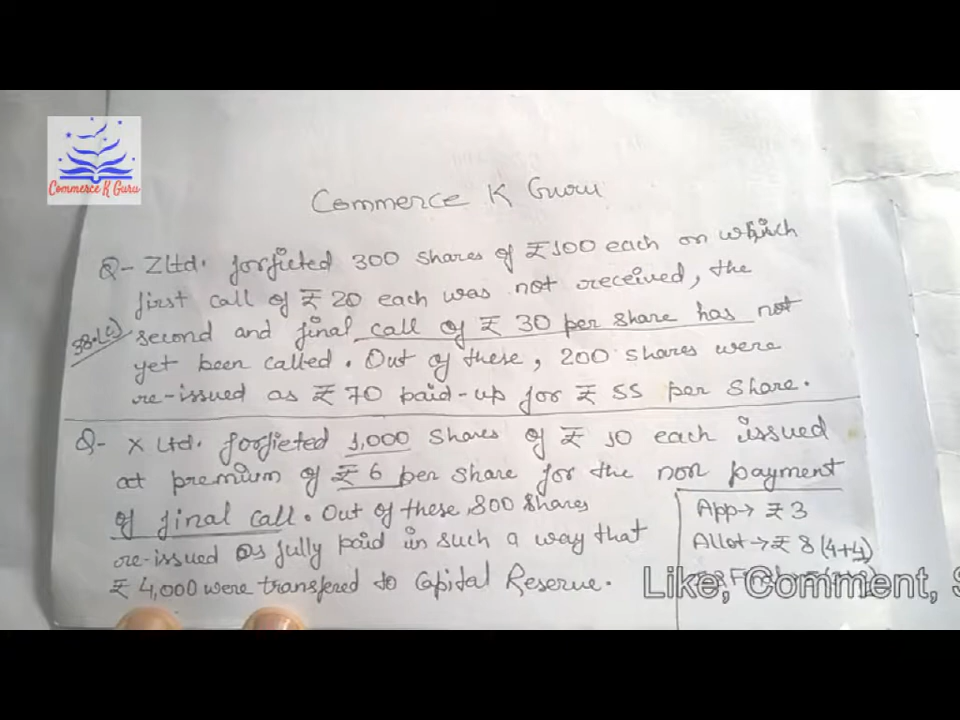 Commerce K Guru
Commerce K Guru
Q- Z Ltd. forfieted 300 shares of ₹100 each on which
first call of ₹ 20 each was not received, the
38.(c) second and final call of ₹ 30 per share has not
yet been called. Out of these, 200 shares were
re-issued as ₹ 70 paid-up for ₹ 55 per share.
Q- X Ltd. forfieted 1,000 shares of ₹ 10 each issued
at premium of ₹ 6 per share for the non payment
of final call. Out of these 800 shares
re-issued as fully paid in such a way that
₹ 4,000 were transfered to Capital Reserve.
App→ ₹ 3
Allot→ ₹ 8 (4+4)
Like, Comment, S